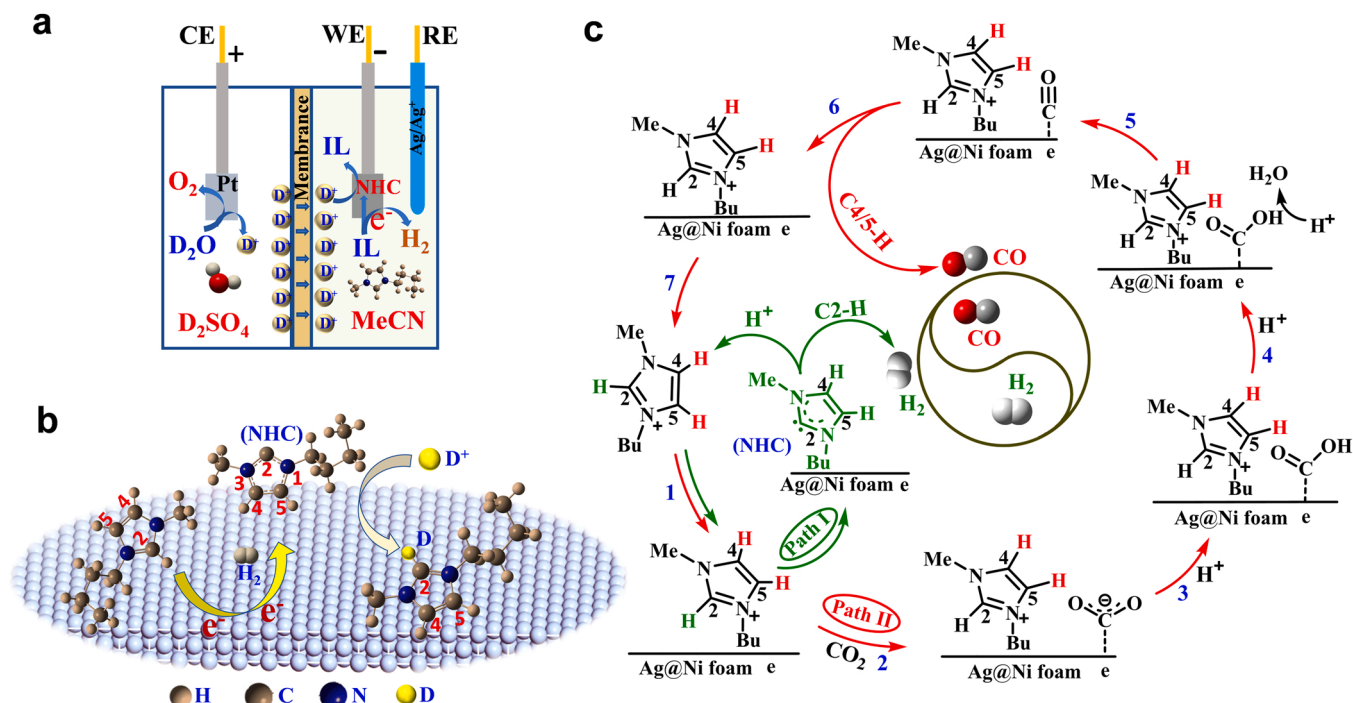 a
CE
WE
RE
+
−
Ag/Ag⁺
Membrance
IL
Pt
NHC
O₂
D⁺
e⁻
H₂
D₂O
D⁺
IL
D₂SO₄
MeCN
D⁺ D⁺
D⁺ D⁺
D⁺ D⁺
D⁺ D⁺
D⁺ D⁺
D⁺ D⁺
b
(NHC)
D⁺
2
3 1
4 5
4
5
2
H₂
e⁻ e⁻
D
2
4 5
H C N D
c
Me N 4 H
5 H
H 2 N+
Bu
O
C
Ag@Ni foam e
6
5
Me N 4 H
5 H
H 2 N+
Bu
Ag@Ni foam e
C4/5-H
CO
CO
H₂
H₂
7
H⁺
C2-H
Me N 4 H
H 2 5 H
N+
Bu
Me N 4 H
5 H
2 N
(NHC)
Bu
Ag@Ni foam e
1
Path I
Me N 4 H
5 H
H 2 N+
Bu
Ag@Ni foam e
Path II
CO₂ 2
Me N 4 H
5 H
H 2 N+
Bu
O C ⊖ O
Ag@Ni foam e
3
H⁺
Me N 4 H
5 H
H 2 N+
Bu
O C OH
Ag@Ni foam e
H⁺
4
Me N 4 H
5 H
H 2 N+
Bu
O C OH
H₂O
H⁺
Ag@Ni foam e